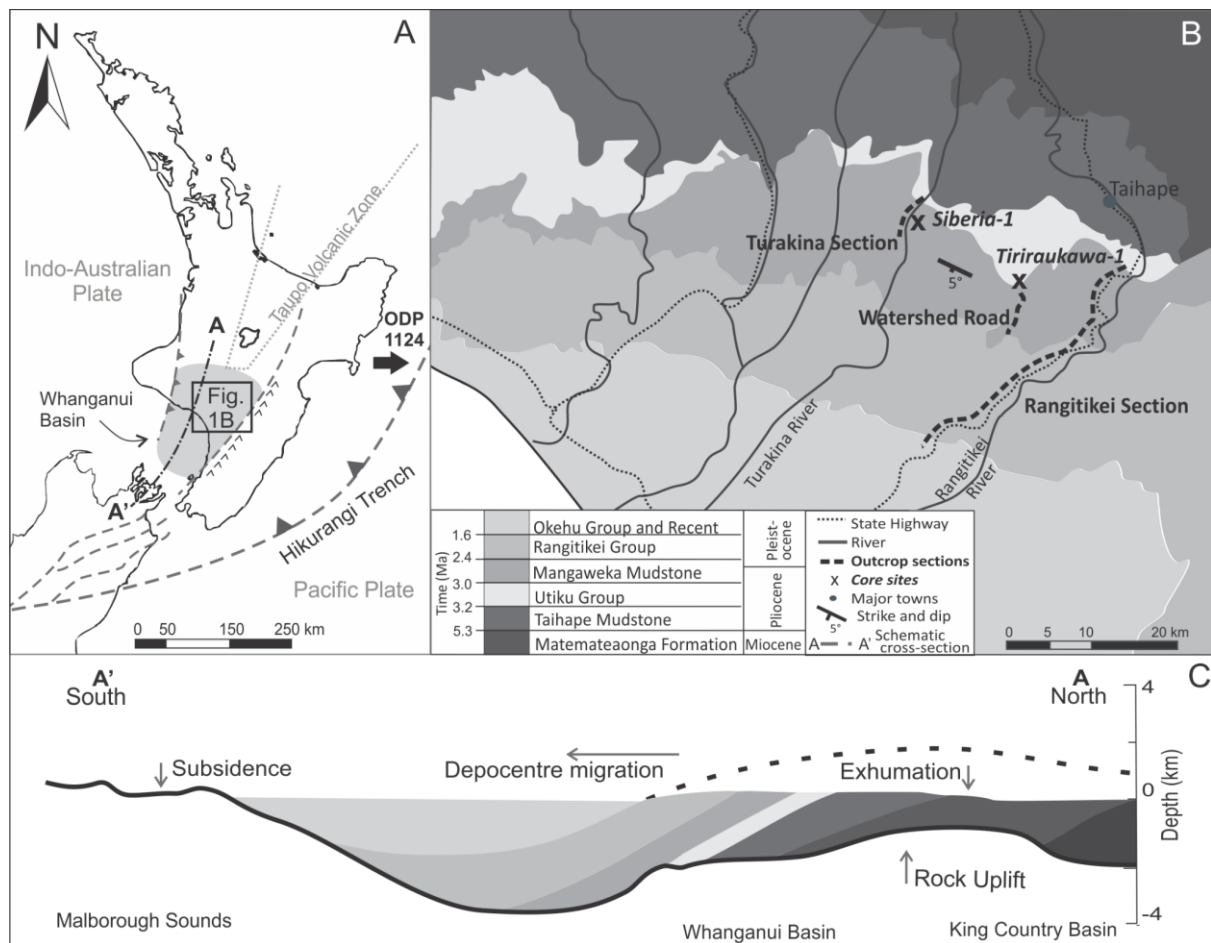 N
A
Indo-Australian
Plate
Taupo Volcanic Zone
A
ODP
1124
Whanganui
Basin
Fig.
1B
A'
Hikurangi Trench
Pacific Plate
0 50 150 250 km
B
Taihape
Siberia-1
Turakina Section
Tiriraukawa-1
5°
Watershed Road
Rangitikei Section
Turakina River
Rangitikei
River
Time (Ma)
1.6
2.4
3.0
3.2
5.3
Okehu Group and Recent
Rangitikei Group
Mangaweka Mudstone
Utiku Group
Taihape Mudstone
Matemateaonga Formation
Pleist-
ocene
Pliocene
Miocene
State Highway
River
Outcrop sections
x Core sites
Major towns
Strike and dip
5°
A A' Schematic
cross-section
0 5 10 20 km
C
A'
South
A
North
4
Subsidence
Depocentre migration
Exhumation
0
Depth (km)
Rock Uplift
-4
Malborough Sounds
Whanganui Basin
King Country Basin